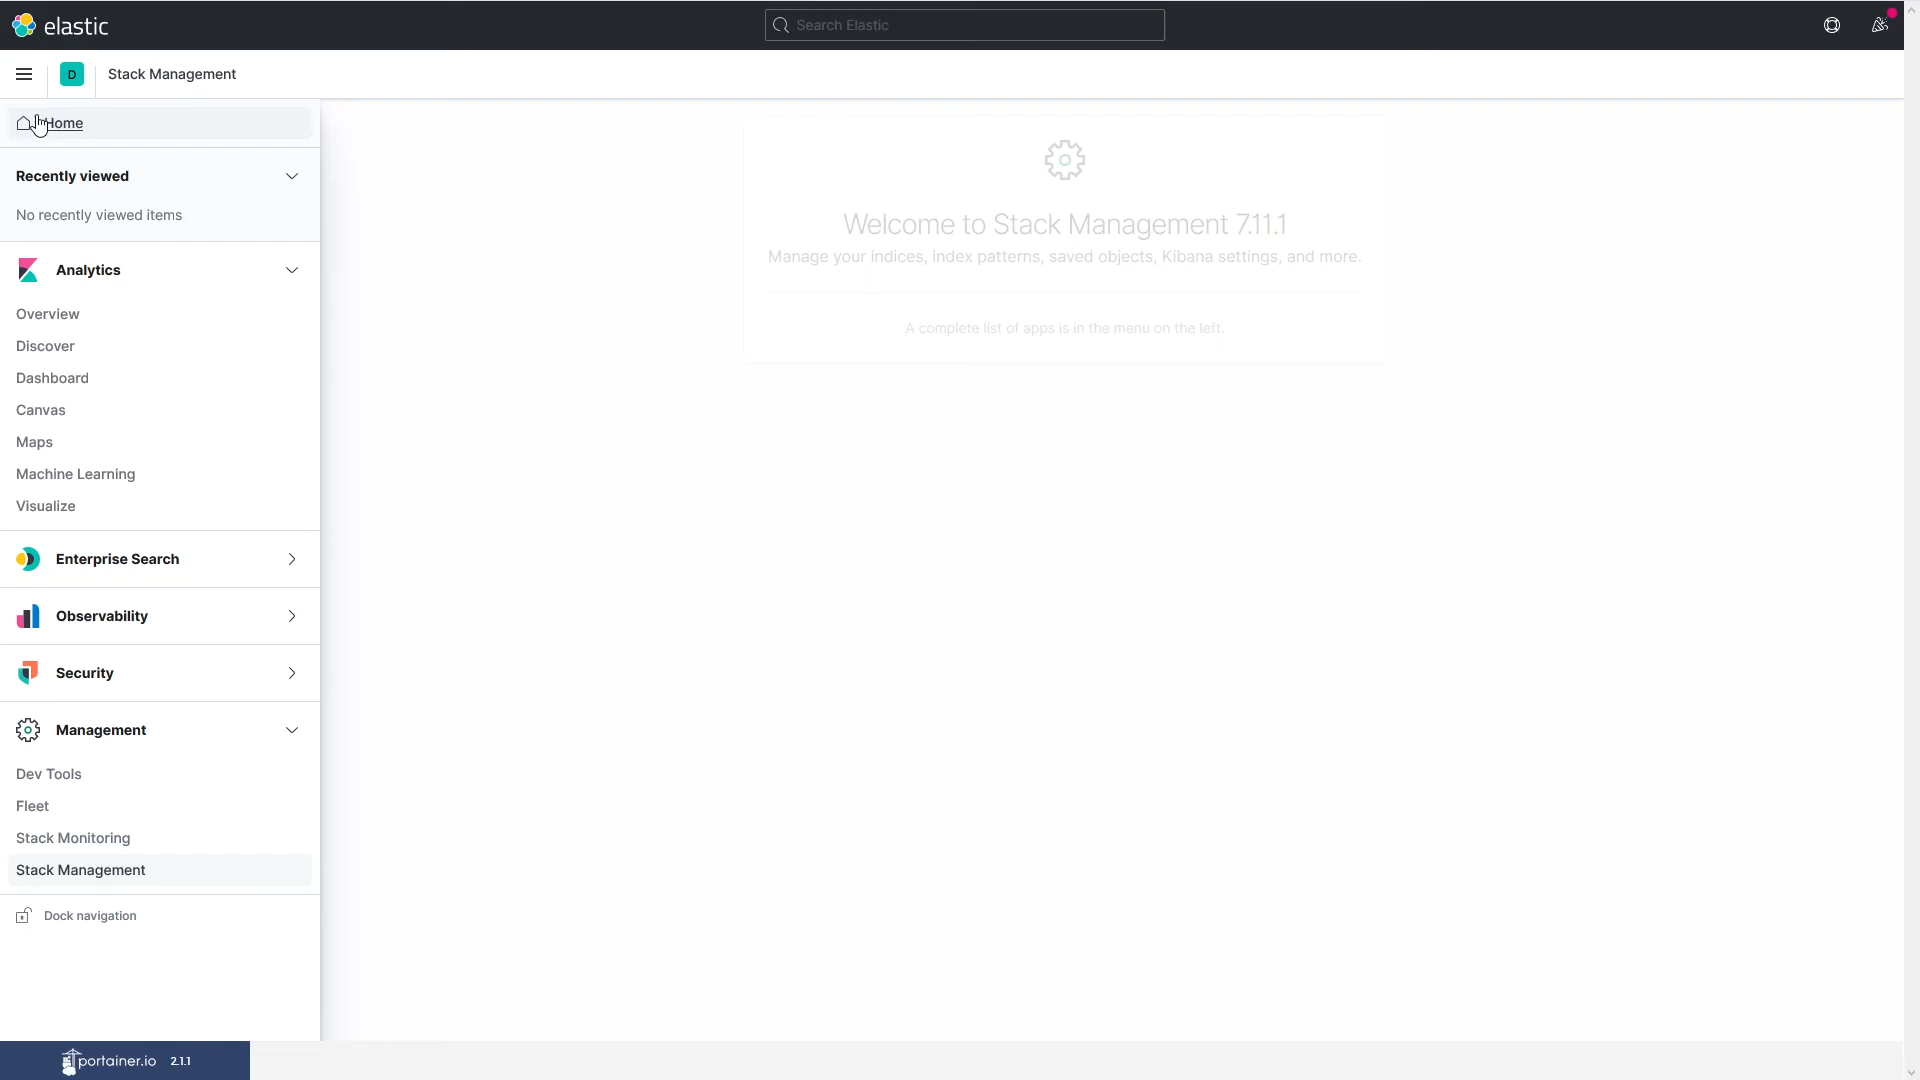 elastic
Search Elastic
D
Stack Management
Home
Recently viewed
No recently viewed items
Analytics
Overview
Discover
Dashboard
Canvas
Maps
Machine Learning
Visualize
Enterprise Search
Observability
Security
Management
Dev Tools
Fleet
Stack Monitoring
Stack Management
Dock navigation
Welcome to Stack Management 7.11.1
Manage your indices, index patterns, saved objects, Kibana settings, and more.
A complete list of apps is in the menu on the left.
portainer.io 2.1.1